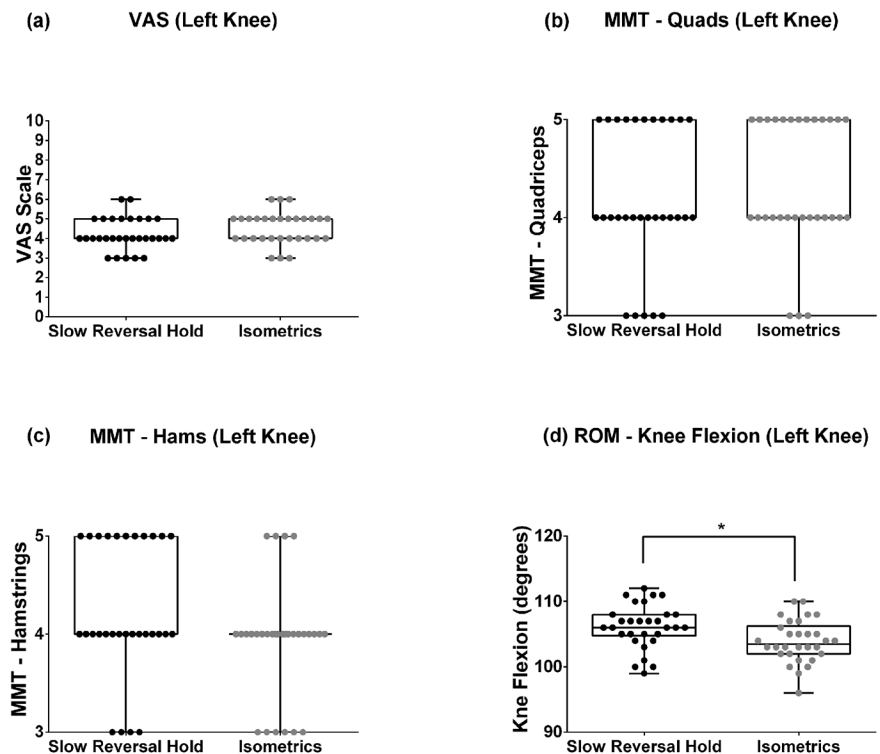 (a) VAS (Left Knee)
VAS Scale
10
9
8
7
6
5
4
3
2
1
0
Slow Reversal Hold Isometrics
(b) MMT - Quads (Left Knee)
MMT - Quadriceps
5
4
3
Slow Reversal Hold Isometrics
(c) MMT - Hams (Left Knee)
MMT - Hamstrings
5
4
3
Slow Reversal Hold Isometrics
(d) ROM - Knee Flexion (Left Knee)
Kne Flexion (degrees)
120
110
100
90
*
Slow Reversal Hold Isometrics